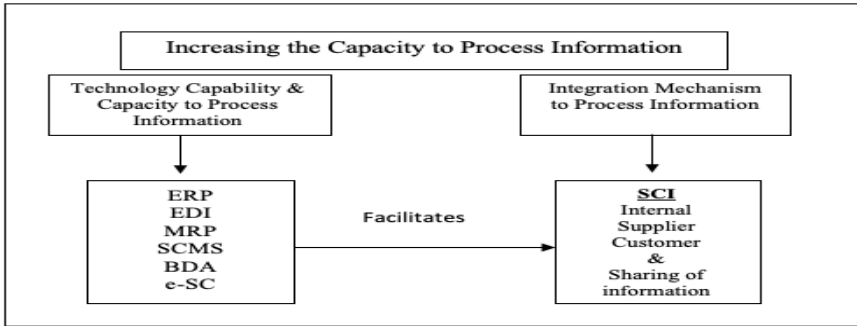 Increasing the Capacity to Process Information
Technology Capability &
Capacity to Process
Information
Integration Mechanism
to Process Information
ERP
EDI
MRP
SCMS
BDA
e-SC
Facilitates
SCI
Internal
Supplier
Customer
&
Sharing of
information